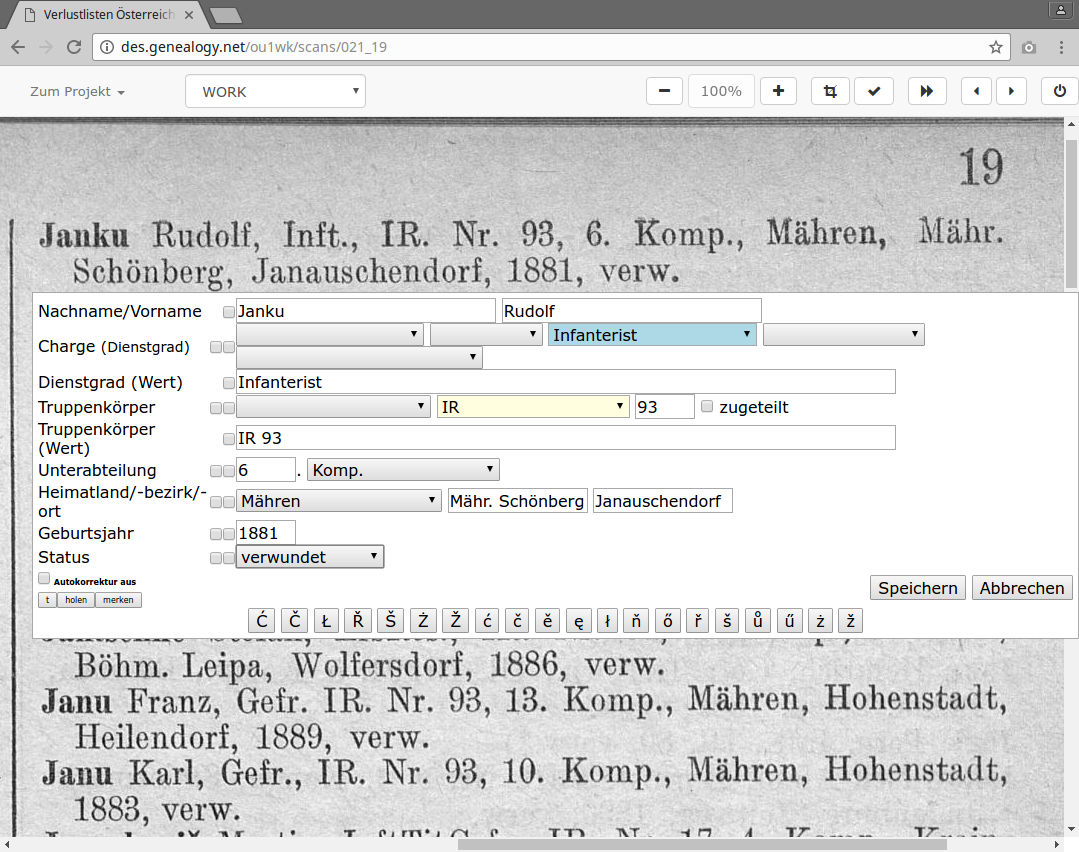 Verlustlisten Österreich
des.genealogy.net/ou1wk/scans/021_19
Zum Projekt
WORK
100%
19
Janku Rudolf, Inft., IR. Nr. 93, 6. Komp., Mähren, Mähr.
Schönberg, Janauschendorf, 1881, verw.
Nachname/Vorname Janku Rudolf
Charge (Dienstgrad) Infanterist
Dienstgrad (Wert) Infanterist
Truppenkörper IR 93 zugeteilt
Truppenkörper
(Wert) IR 93
Unterabteilung 6 . Komp.
Heimatland/-bezirk/-
ort Mähren Mähr. Schönberg Janauschendorf
Geburtsjahr 1881
Status verwundet
Autokorrektur aus
t holen merken Speichern Abbrechen
Ć Č Ł Ř Š Ż Ž ć č ě ę ł ň ő ř š ů ű ż ž
Böhm. Leipa, Wolfersdorf, 1886, verw.
Janu Franz, Gefr. IR. Nr. 93, 13. Komp., Mähren, Hohenstadt,
Heilendorf, 1889, verw.
Janu Karl, Gefr., IR. Nr. 93, 10. Komp., Mähren, Hohenstadt,
1883, verw.